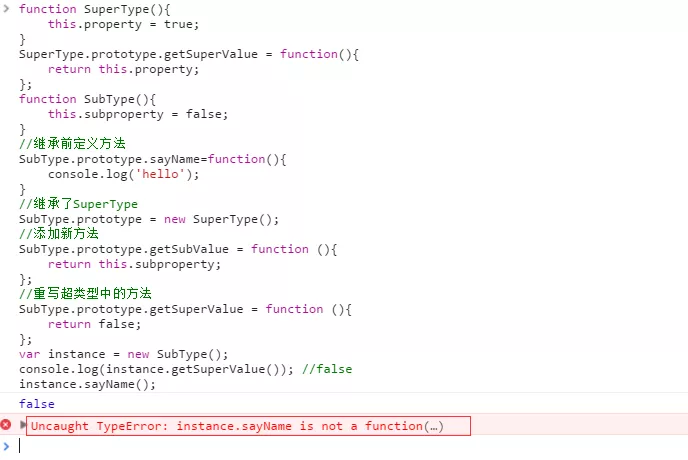 function SuperType(){
    this.property = true;
}
SuperType.prototype.getSuperValue = function(){
    return this.property;
};
function SubType(){
    this.subproperty = false;
}
//继承前定义方法
SubType.prototype.sayName=function(){
    console.log('hello');
}
//继承了SuperType
SubType.prototype = new SuperType();
//添加新方法
SubType.prototype.getSubValue = function (){
    return this.subproperty;
};
//重写超类型中的方法
SubType.prototype.getSuperValue = function (){
    return false;
};
var instance = new SubType();
console.log(instance.getSuperValue()); //false
instance.sayName();
false
Uncaught TypeError: instance.sayName is not a function(…)